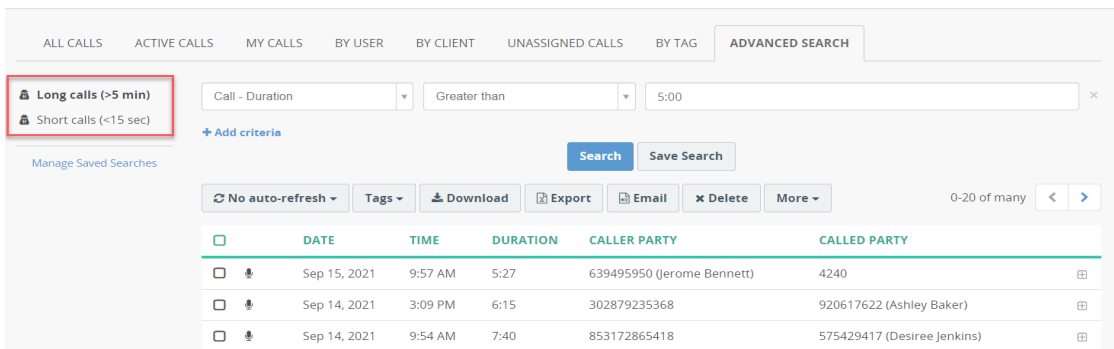 ALL CALLS ACTIVE CALLS MY CALLS BY USER BY CLIENT UNASSIGNED CALLS BY TAG ADVANCED SEARCH
Long calls (>5 min)
Short calls (<15 sec)
Manage Saved Searches
Call - Duration Greater than 5:00
+ Add criteria
Search Save Search
No auto-refresh Tags Download Export Email Delete More 0-20 of many
DATE TIME DURATION CALLER PARTY CALLED PARTY
Sep 15, 2021 9:57 AM 5:27 639495950 (Jerome Bennett) 4240
Sep 14, 2021 3:09 PM 6:15 302879235368 920617622 (Ashley Baker)
Sep 14, 2021 9:54 AM 7:40 853172865418 575429417 (Desiree Jenkins)